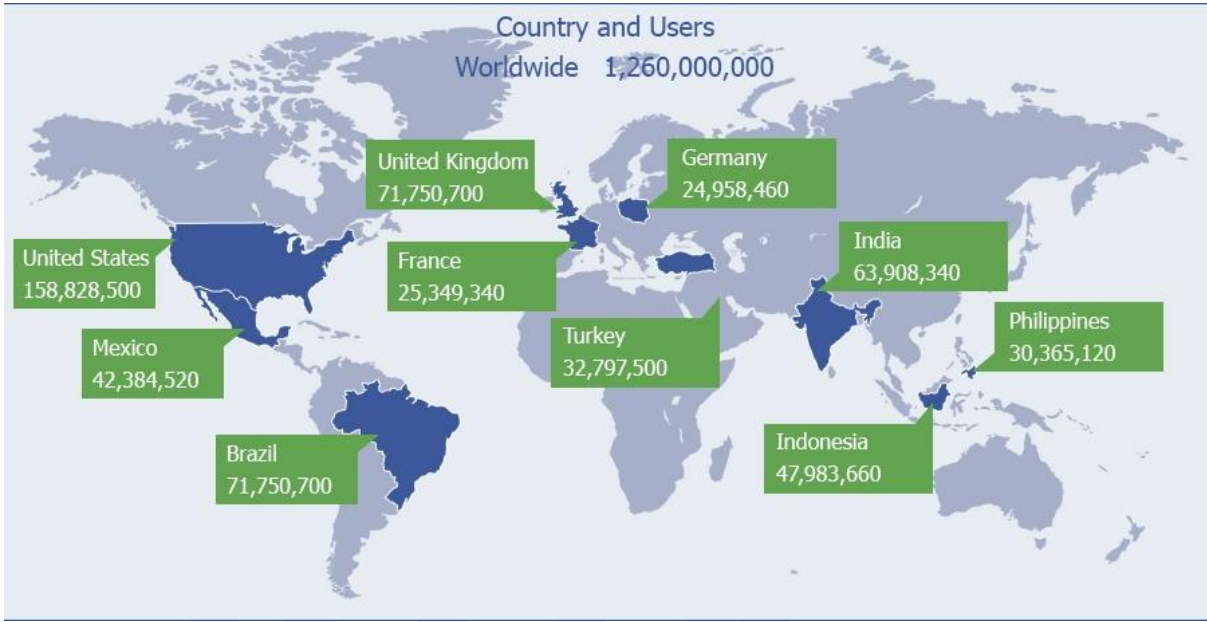 Country and Users
Worldwide 1,260,000,000
United Kingdom
71,750,700
Germany
24,958,460
United States
158,828,500
France
25,349,340
India
63,908,340
Mexico
42,384,520
Turkey
32,797,500
Philippines
30,365,120
Brazil
71,750,700
Indonesia
47,983,660